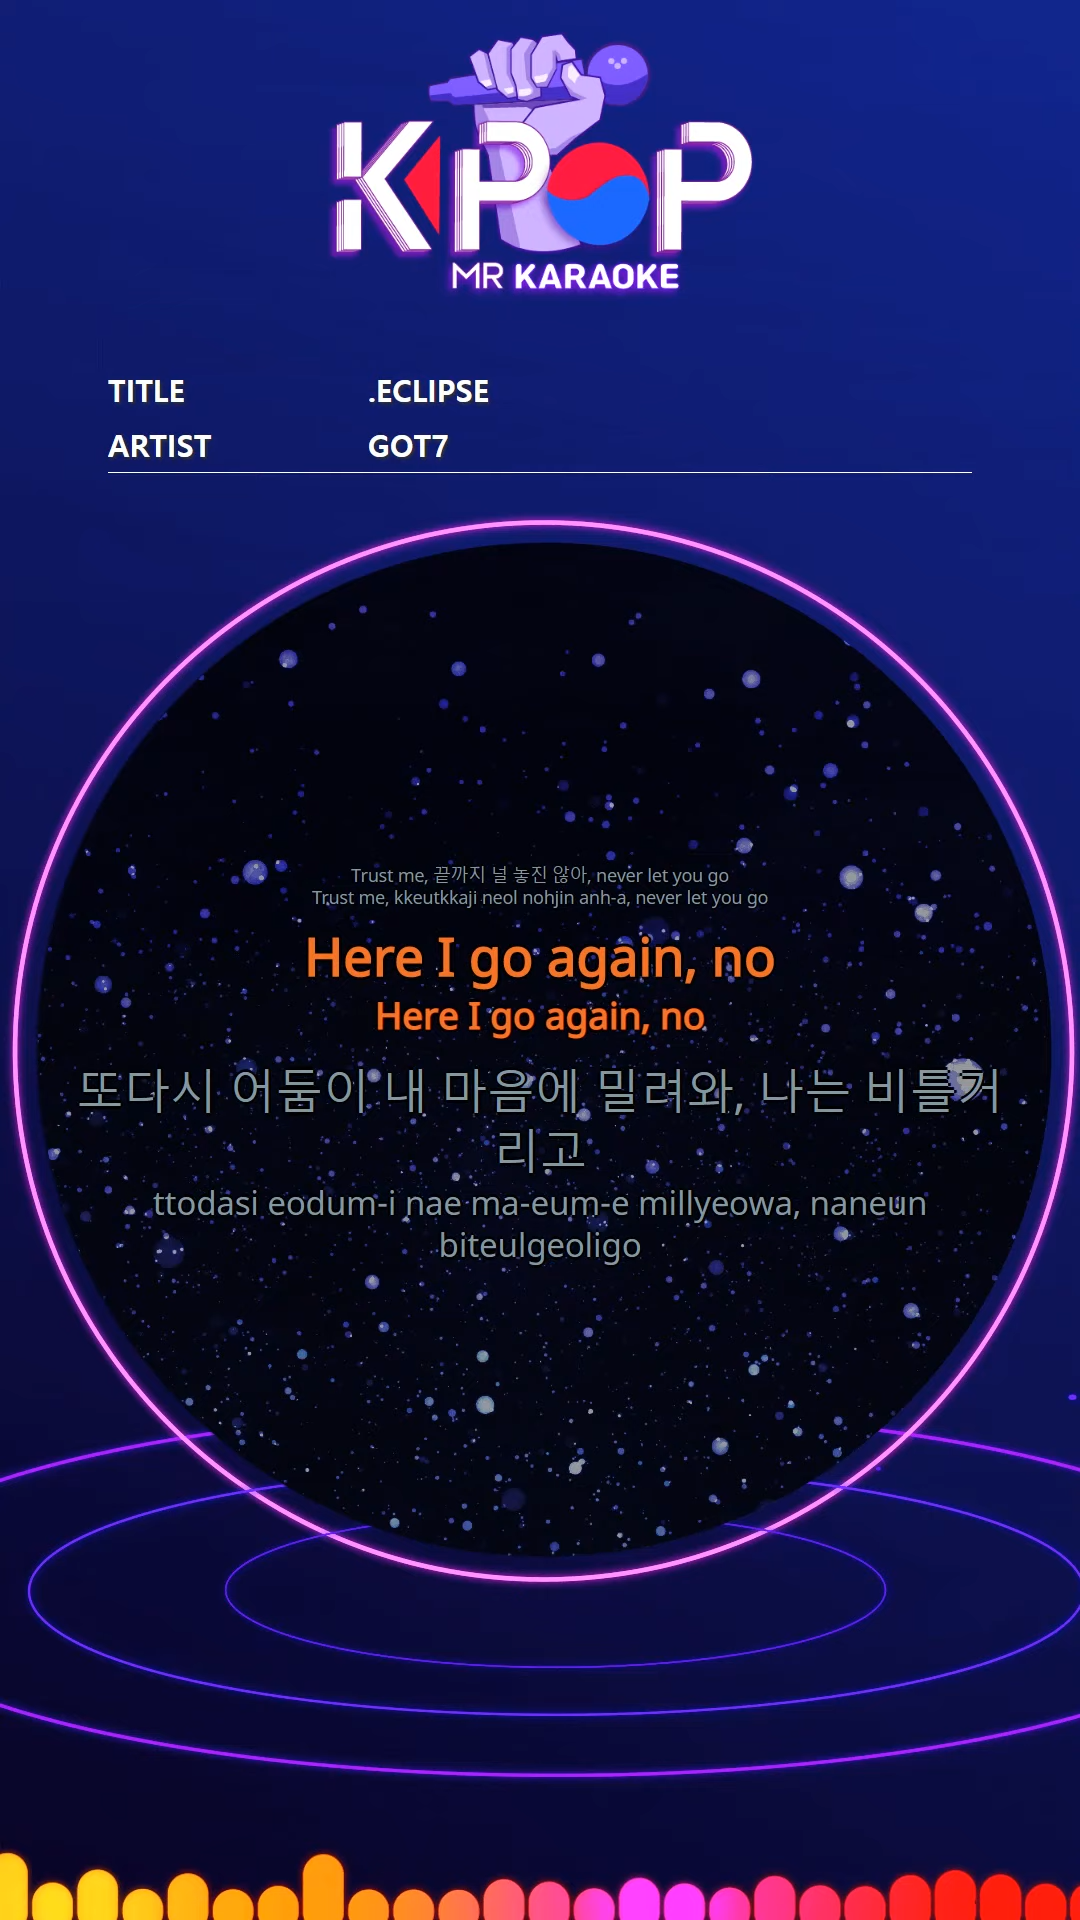 KPOP
MR KARAOKE
TITLE .ECLIPSE
ARTIST GOT7
Trust me, 끝까지 널 놓진 않아, never let you go
Trust me, kkeutkkaji neol nohjin anh-a, never let you go
Here I go again, no
Here I go again, no
또다시 어둠이 내 마음에 밀려와, 나는 비틀거
리고
ttodasi eodum-i nae ma-eum-e millyeowa, naneun
biteulgeoligo